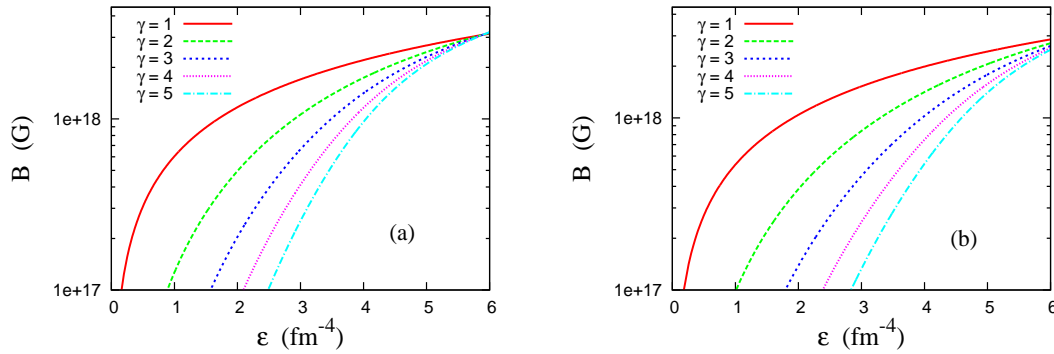 γ = 1
γ = 2
γ = 3
γ = 4
γ = 5
1e+18
1e+17
B (G)
(a)
0 1 2 3 4 5 6
ε (fm⁻⁴)
γ = 1
γ = 2
γ = 3
γ = 4
γ = 5
1e+18
1e+17
B (G)
(b)
0 1 2 3 4 5 6
ε (fm⁻⁴)